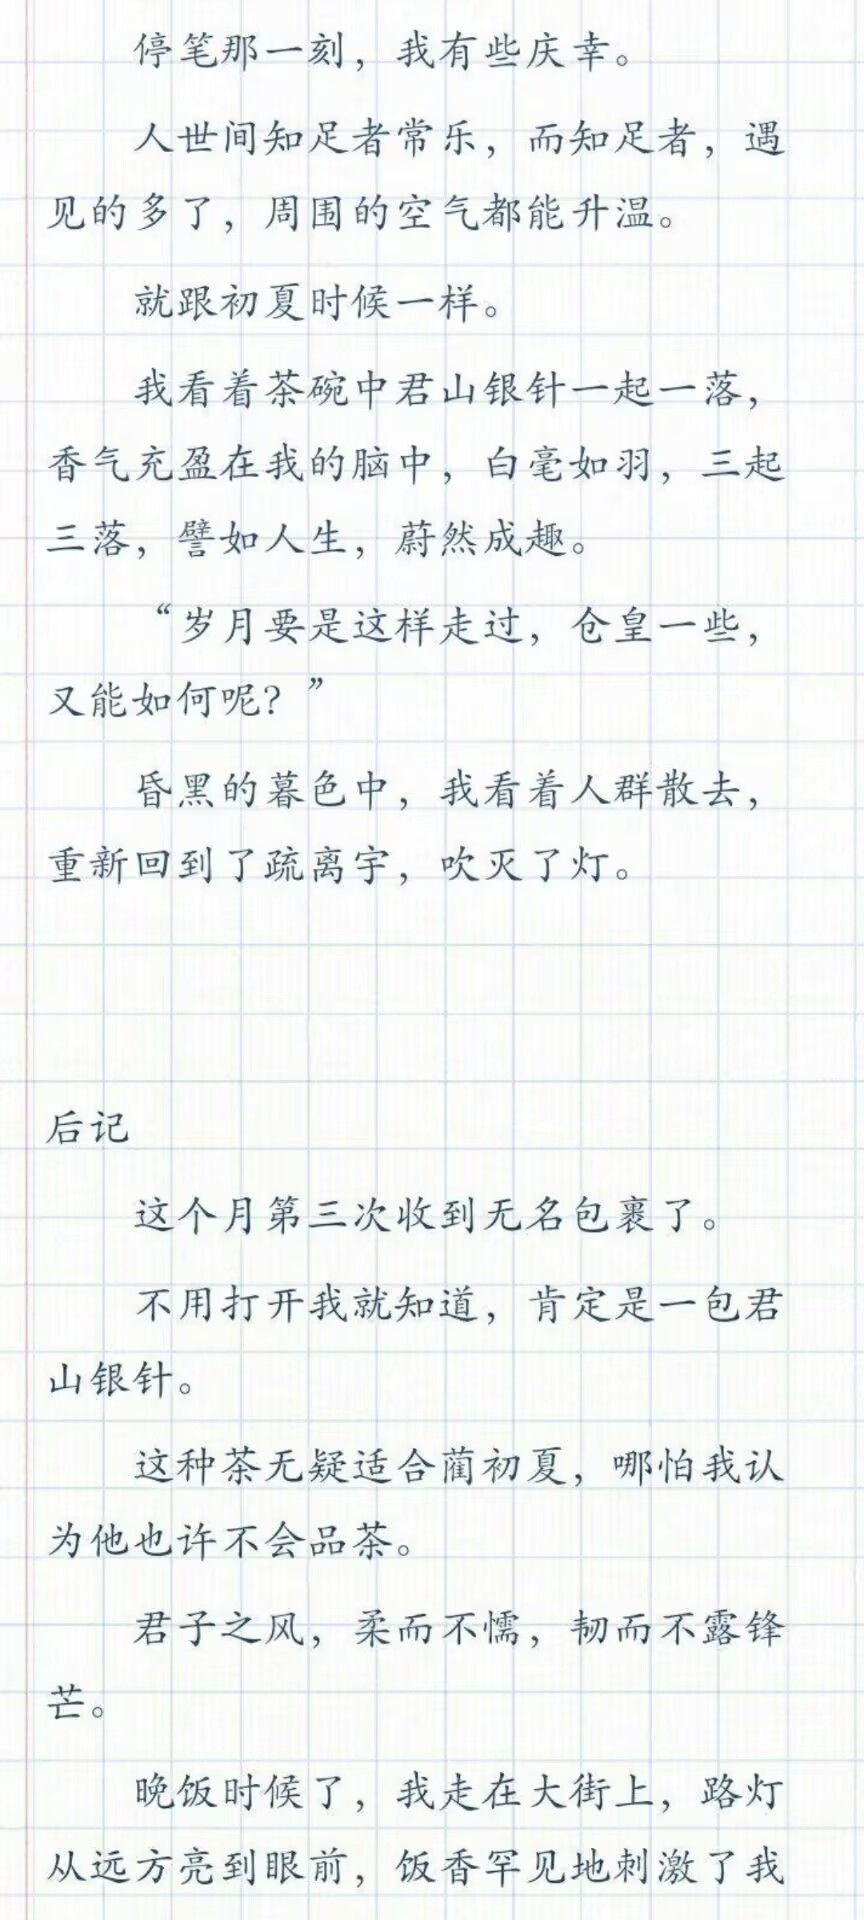 停笔那一刻，我有些庆幸。
人世间知足者常乐，而知足者，遇
见的多了，周围的空气都能升温。
就跟初夏时候一样。
我看着茶碗中君山银针一起一落，
香气充盈在我的脑中，白毫如羽，三起
三落，譬如人生，蔚然成趣。
“岁月要是这样走过，仓皇一些，
又能如何呢？”
昏黑的暮色中，我看着人群散去，
重新回到了疏离宇，吹灭了灯。
后记
这个月第三次收到无名包裹了。
不用打开我就知道，肯定是一包君
山银针。
这种茶无疑适合蔺初夏，哪怕我认
为他也许不会品茶。
君子之风，柔而不懦，韧而不露锋
芒。
晚饭时候了，我走在大街上，路灯
从远方亮到眼前，饭香罕见地刺激了我